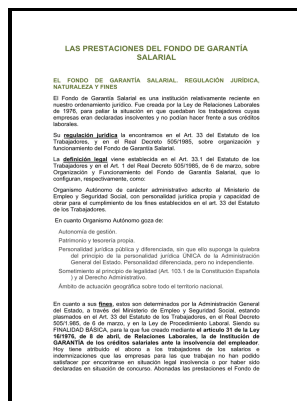 LAS PRESTACIONES DEL FONDO DE GARANTÍA
SALARIAL
EL FONDO DE GARANTÍA SALARIAL. REGULACIÓN JURÍDICA,
NATURALEZA Y FINES
El Fondo de Garantía Salarial es una institución relativamente reciente en
nuestro ordenamiento jurídico. Fue creada por la Ley de Relaciones Laborales
de 1976, para paliar la situación en que quedaban los trabajadores cuyas
empresas eran declaradas insolventes y no podían hacer frente a sus créditos
laborales.
Su regulación jurídica la encontramos en el Art. 33 del Estatuto de los
Trabajadores, y en el Real Decreto 505/1985, sobre organización y
funcionamiento del Fondo de Garantía Salarial.
La definición legal viene establecida en el Art. 33.1 del Estatuto de los
Trabajadores y en el Art. 1 del Real Decreto 505/1985, de 6 de marzo, sobre
Organización y Funcionamiento del Fondo de Garantía Salarial, que lo
configuran, respectivamente, como:
Organismo Autónomo de carácter administrativo adscrito al Ministerio de
Empleo y Seguridad Social, con personalidad jurídica propia y capacidad de
obrar para el cumplimiento de los fines establecidos en el art. 33 del Estatuto
de los Trabajadores.
En cuanto Organismo Autónomo goza de:
Autonomía de gestión.
Patrimonio y tesorería propia.
Personalidad jurídica pública y diferenciada, sin que ello suponga la quiebra
del principio de la personalidad jurídica ÚNICA de la Administración
General del Estado. Personalidad diferenciada, pero no independiente.
Sometimiento al principio de legalidad (Art. 103.1 de la Constitución Española
) y al Derecho Administrativo.
Ámbito de actuación geográfica sobre todo el territorio nacional.
En cuanto a sus fines, estos son determinados por la Administración General
del Estado, a través del Ministerio de Empleo y Seguridad Social, estando
plasmados en el Art. 33 del Estatuto de los Trabajadores, en el Real Decreto
505/1985, de 6 de marzo, y en la Ley de Procedimiento Laboral. Siendo su
FINALIDAD BÁSICA, para la que fue creado mediante el artículo 31 de la Ley
16/1976, de 8 de abril, de Relaciones Laborales, la de Institución de
GARANTÍA de los créditos salariales ante la insolvencia del empleador.
Hoy tiene atribuido el abono a los trabajadores de los salarios e
indemnizaciones que las empresas para las que trabajan no han podido
satisfacer por encontrarse en situación legal insolvencia o por haber sido
declaradas en situación de concurso. Abonadas las prestaciones el Fondo de